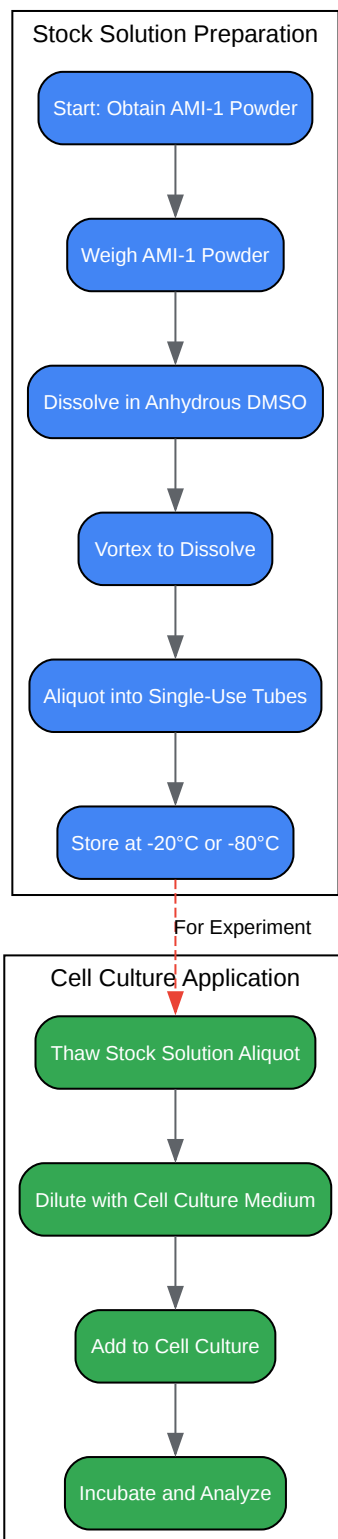 Stock Solution Preparation
Start: Obtain AMI-1 Powder
Weigh AMI-1 Powder
Dissolve in Anhydrous DMSO
Vortex to Dissolve
Aliquot into Single-Use Tubes
Store at -20°C or -80°C
For Experiment
Cell Culture Application
Thaw Stock Solution Aliquot
Dilute with Cell Culture Medium
Add to Cell Culture
Incubate and Analyze